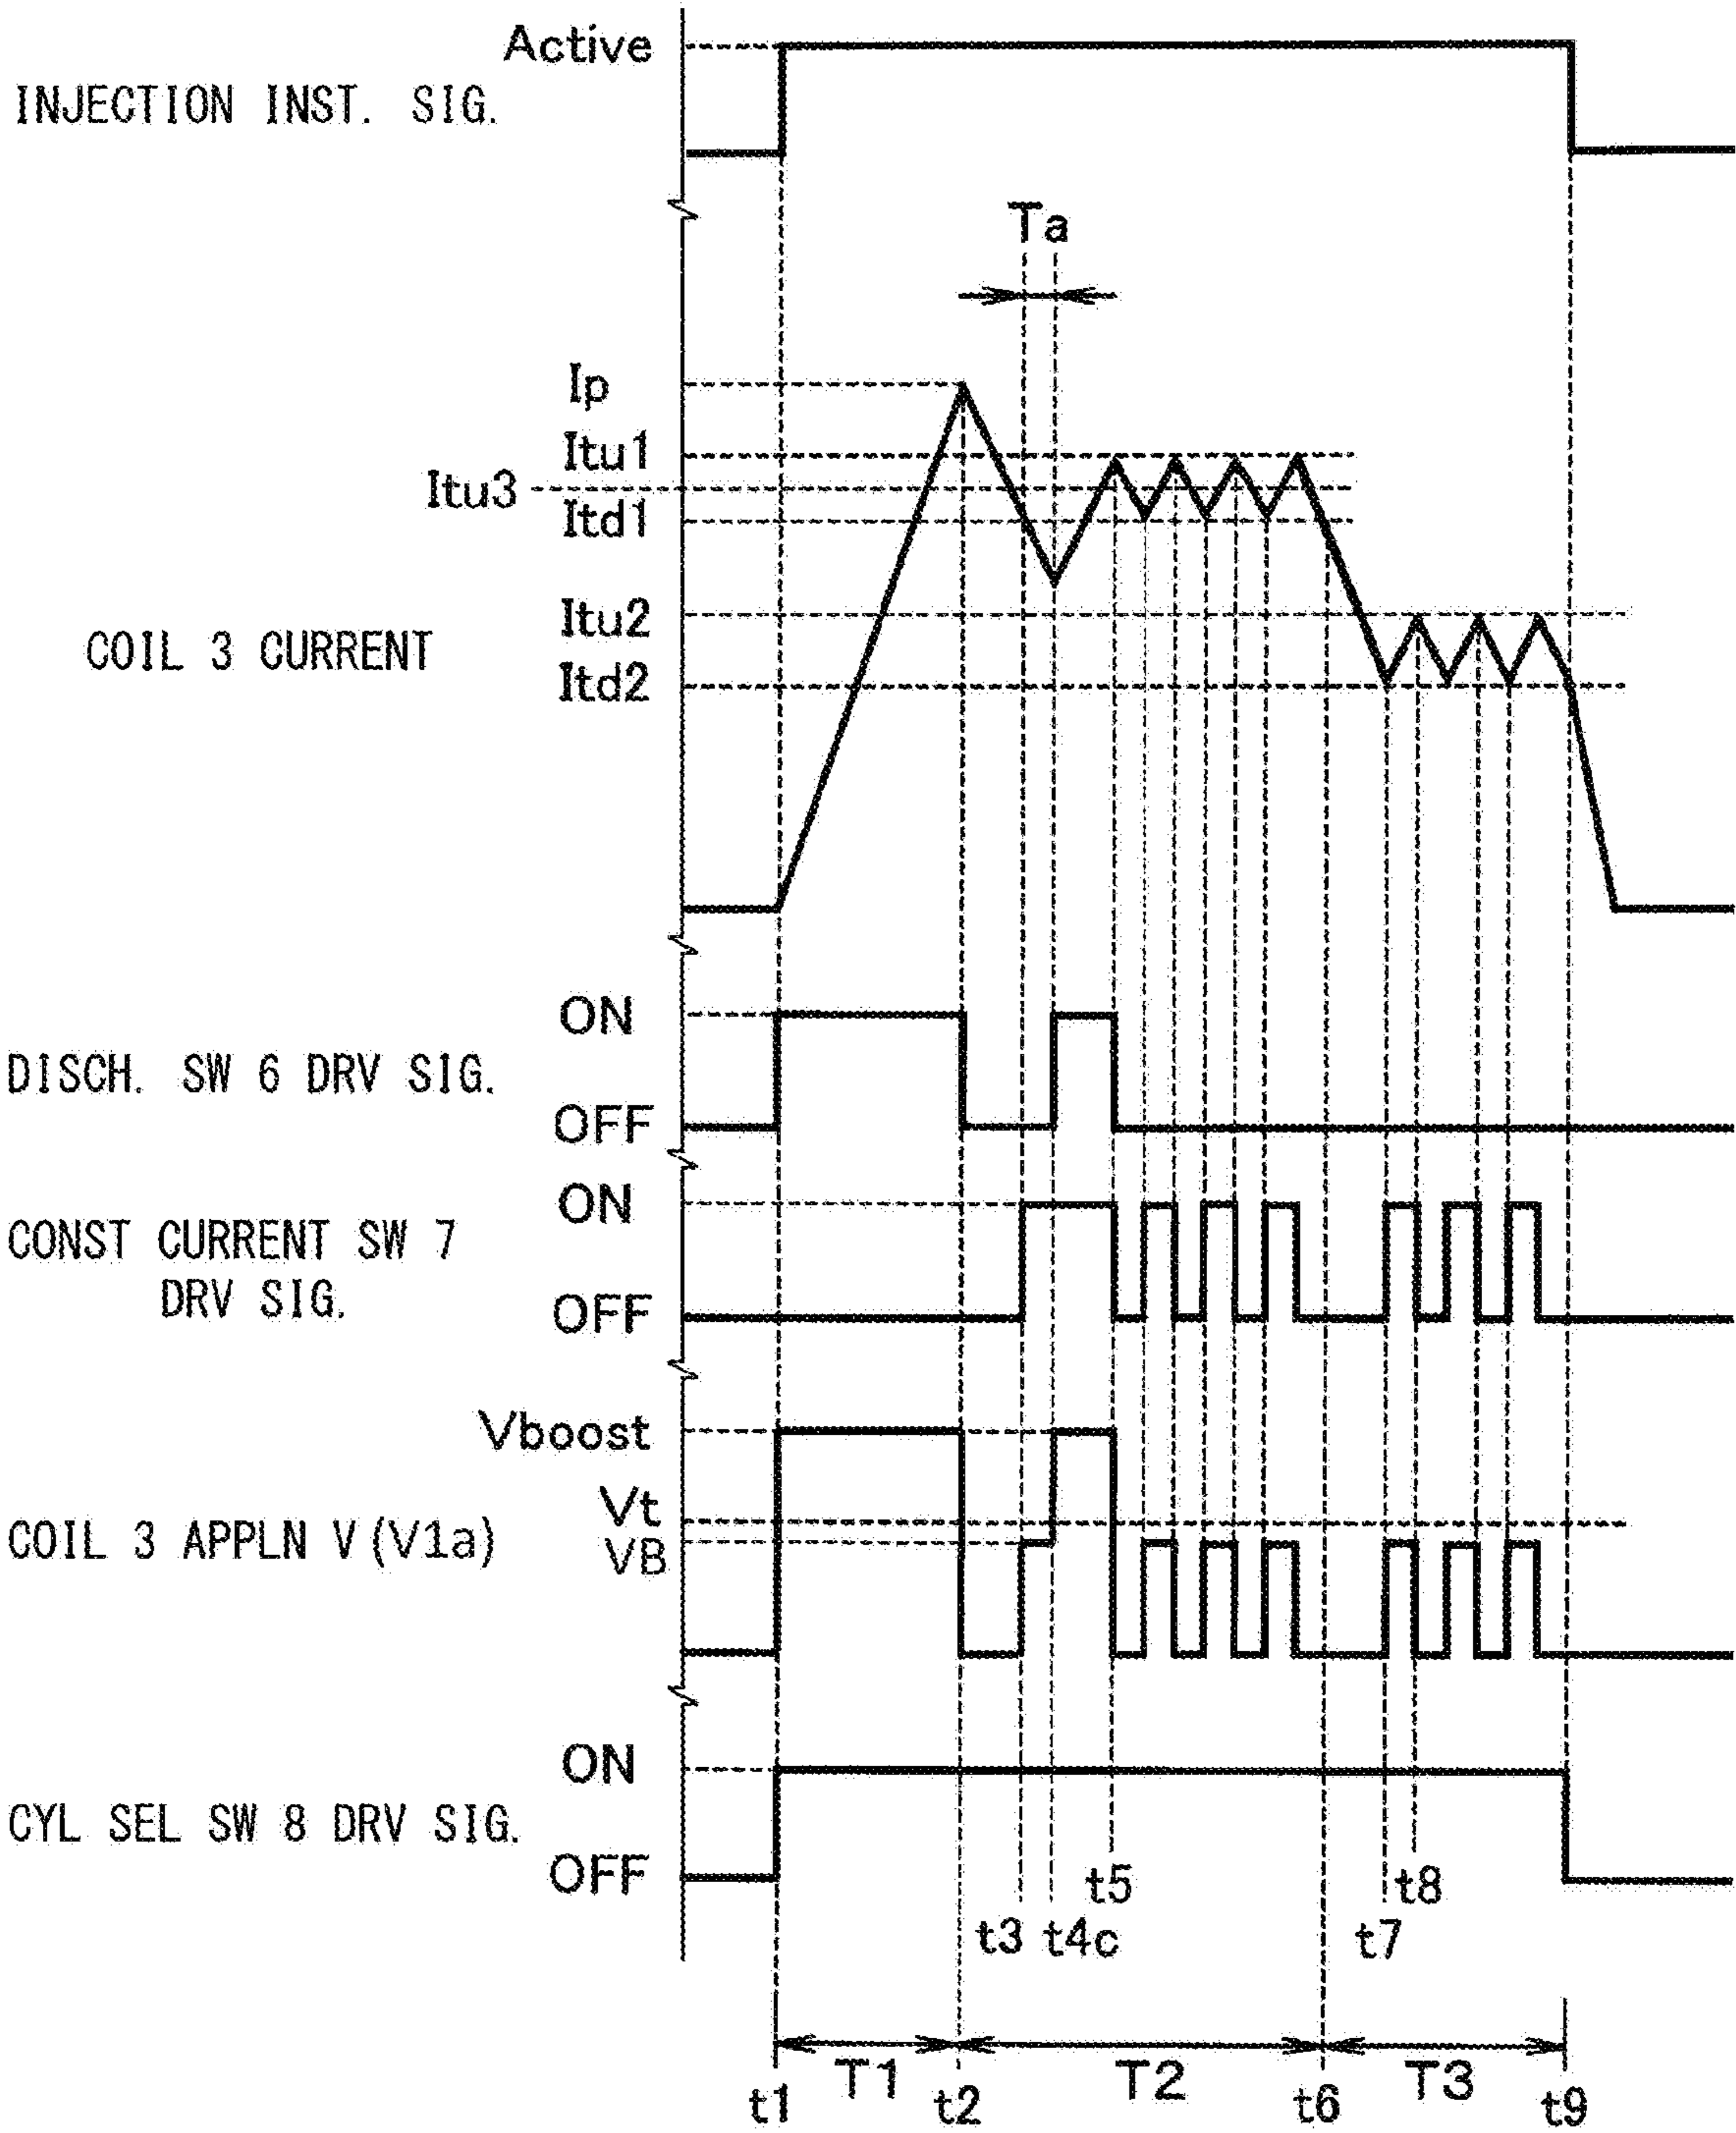 Active
INJECTION INST. SIG.
Ta
Ip
Itu1
Itu3
Itd1
Itu2
COIL 3 CURRENT
Itd2
ON
DISCH. SW 6 DRV SIG.
OFF
ON
CONST CURRENT SW 7
DRV SIG.
OFF
Vboost
Vt
COIL 3 APPLN V (V1a)
VB
ON
CYL SEL SW 8 DRV SIG.
OFF
t5
t8
t3
t4c
t7
T1
T2
T3
t1
t2
t6
t9